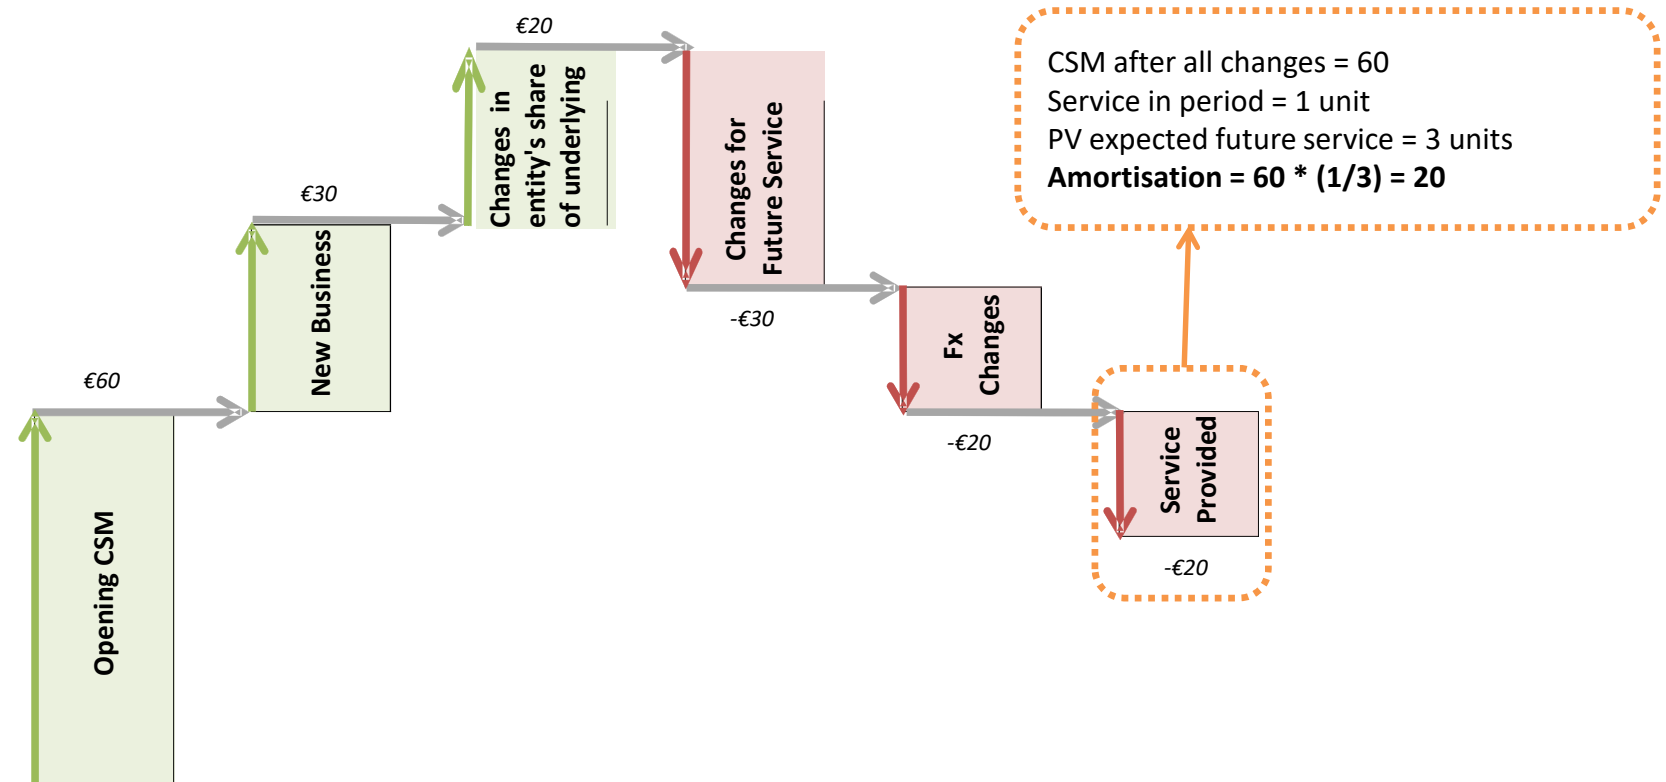 €60
Opening CSM
€30
New Business
€20
Changes in
entity's share
of underlying
-€30
Changes for
Future Service
-€20
Fx
Changes
-€20
Service
Provided
CSM after all changes = 60
Service in period = 1 unit
PV expected future service = 3 units
Amortisation = 60 * (1/3) = 20